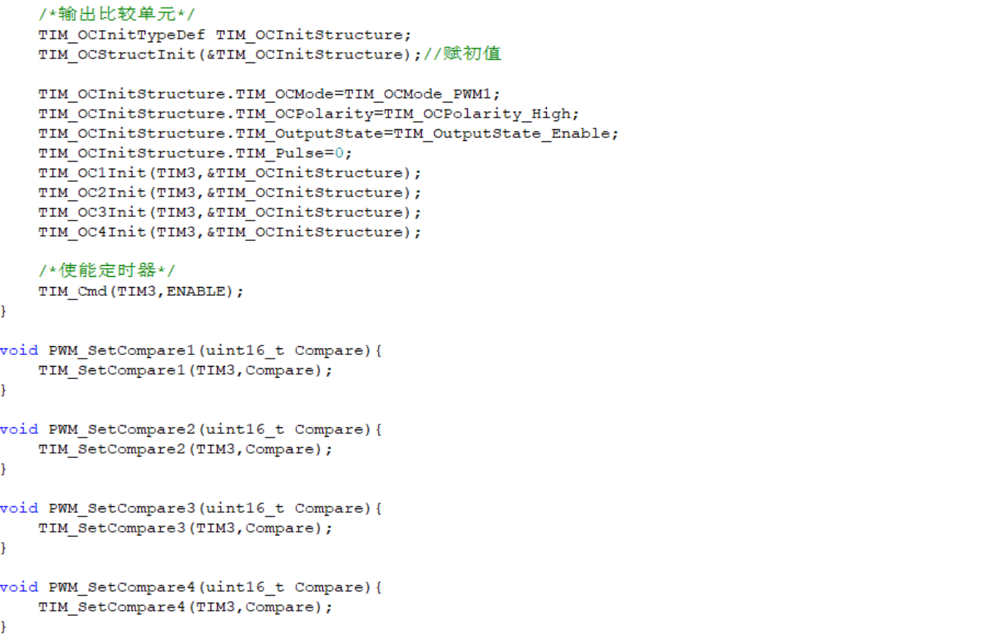 /*输出比较单元*/
TIM_OCInitTypeDef TIM_OCInitStructure;
TIM_OCStructInit(&TIM_OCInitStructure);//赋初值
TIM_OCInitStructure.TIM_OCMode=TIM_OCMode_PWM1;
TIM_OCInitStructure.TIM_OCPolarity=TIM_OCPolarity_High;
TIM_OCInitStructure.TIM_OutputState=TIM_OutputState_Enable;
TIM_OCInitStructure.TIM_Pulse=0;
TIM_OC1Init(TIM3,&TIM_OCInitStructure);
TIM_OC2Init(TIM3,&TIM_OCInitStructure);
TIM_OC3Init(TIM3,&TIM_OCInitStructure);
TIM_OC4Init(TIM3,&TIM_OCInitStructure);
/*使能定时器*/
TIM_Cmd(TIM3,ENABLE);
}
void PWM_SetCompare1(uint16_t Compare){
TIM_SetCompare1(TIM3,Compare);
}
void PWM_SetCompare2(uint16_t Compare){
TIM_SetCompare2(TIM3,Compare);
}
void PWM_SetCompare3(uint16_t Compare){
TIM_SetCompare3(TIM3,Compare);
}
void PWM_SetCompare4(uint16_t Compare){
TIM_SetCompare4(TIM3,Compare);
}